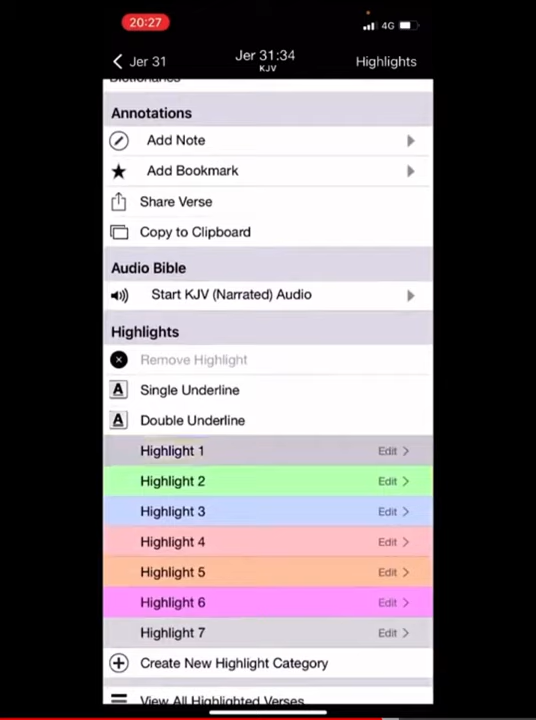 20:27
4G
Jer 31
Jer 31:34
KJV
Highlights
Dictionaries
Annotations
Add Note
Add Bookmark
Share Verse
Copy to Clipboard
Audio Bible
Start KJV (Narrated) Audio
Highlights
Remove Highlight
A Single Underline
A Double Underline
Highlight 1 Edit
Highlight 2 Edit
Highlight 3 Edit
Highlight 4 Edit
Highlight 5 Edit
Highlight 6 Edit
Highlight 7 Edit
Create New Highlight Category
View All Highlighted Verses